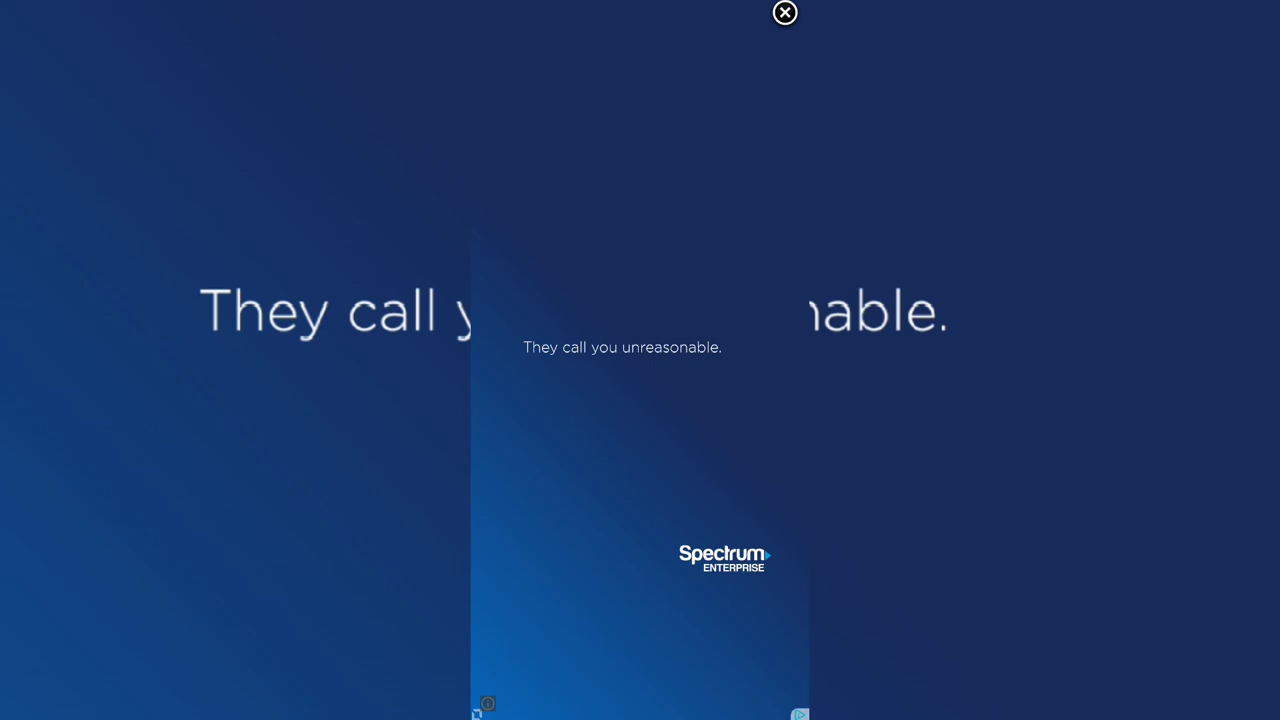 They call y
nable.
They call you unreasonable.
Spectrum
ENTERPRISE